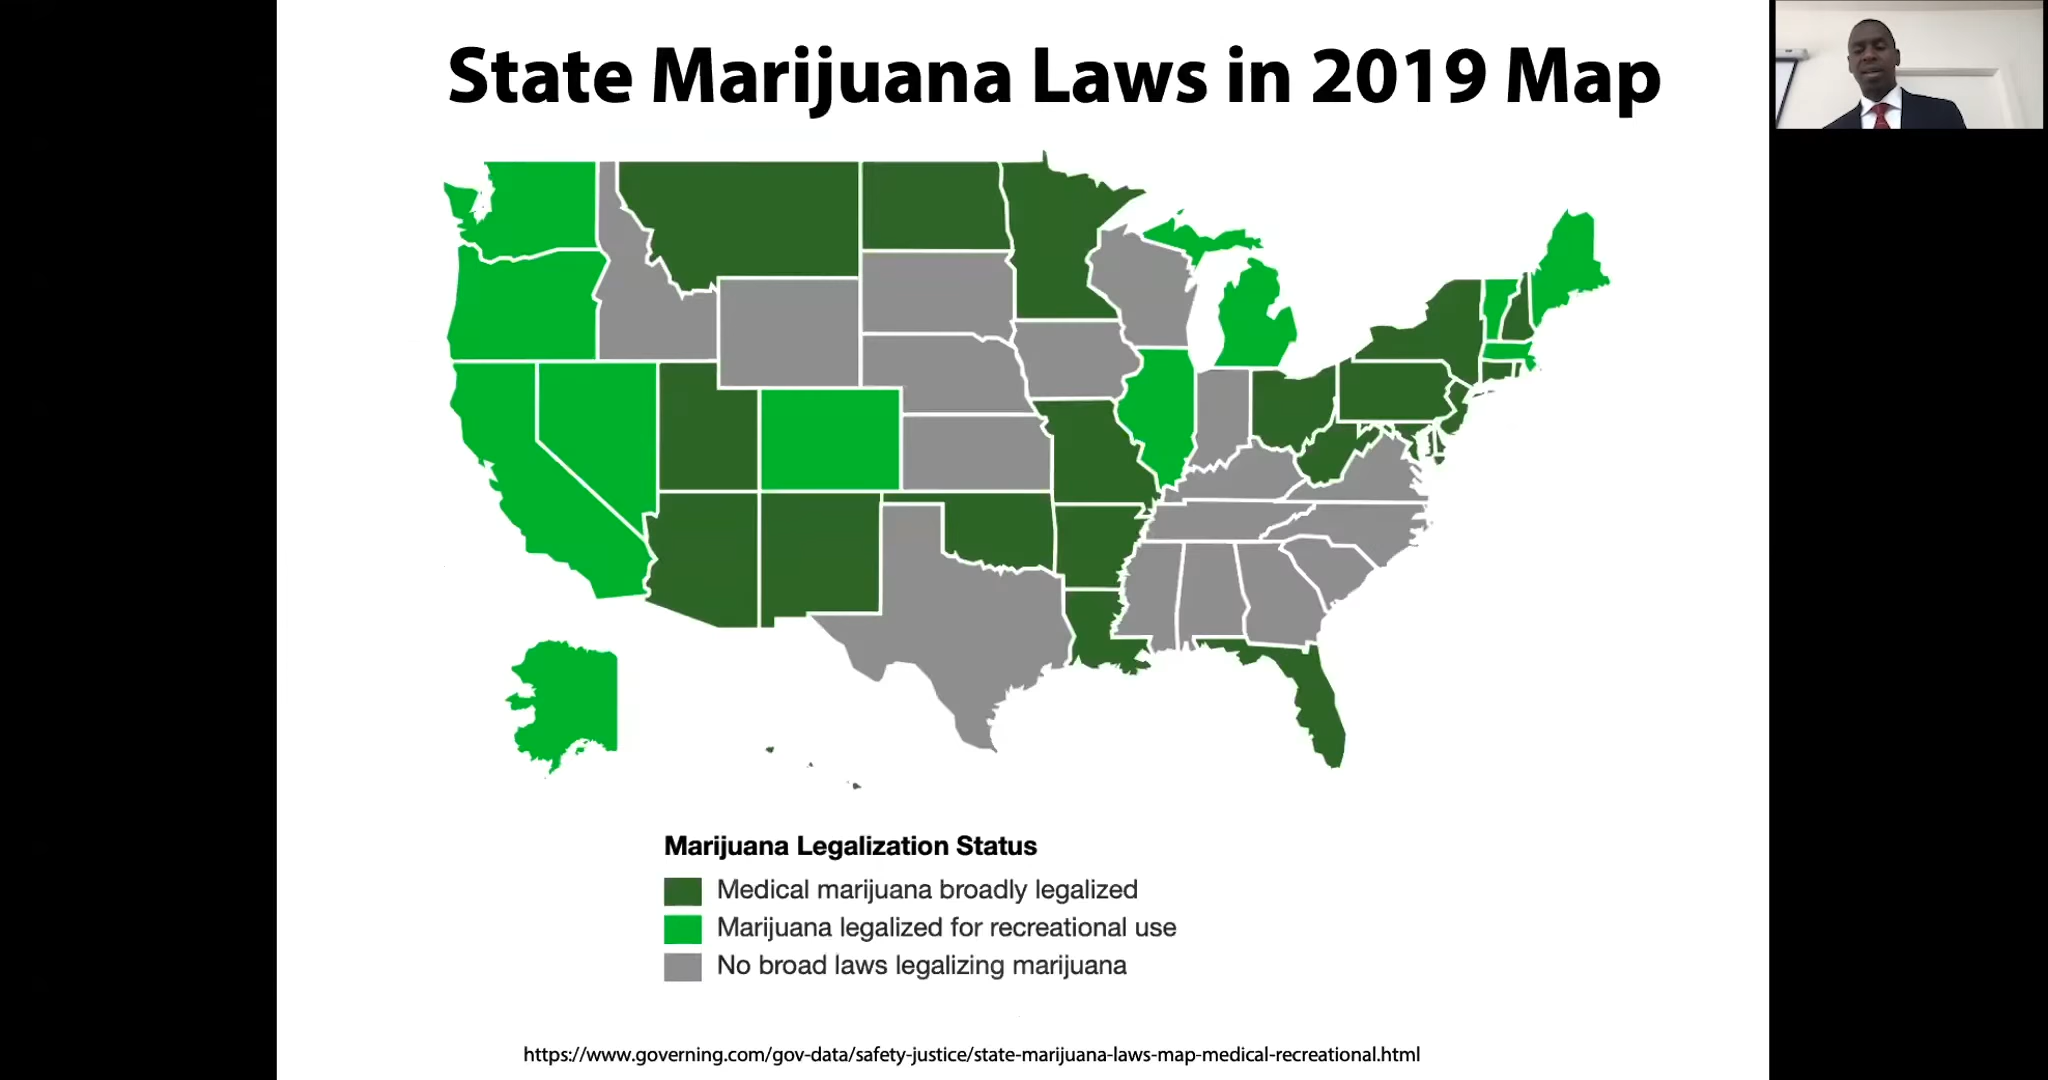 State Marijuana Laws in 2019 Map
Marijuana Legalization Status
Medical marijuana broadly legalized
Marijuana legalized for recreational use
No broad laws legalizing marijuana
https://www.governing.com/gov-data/safety-justice/state-marijuana-laws-map-medical-recreational.html